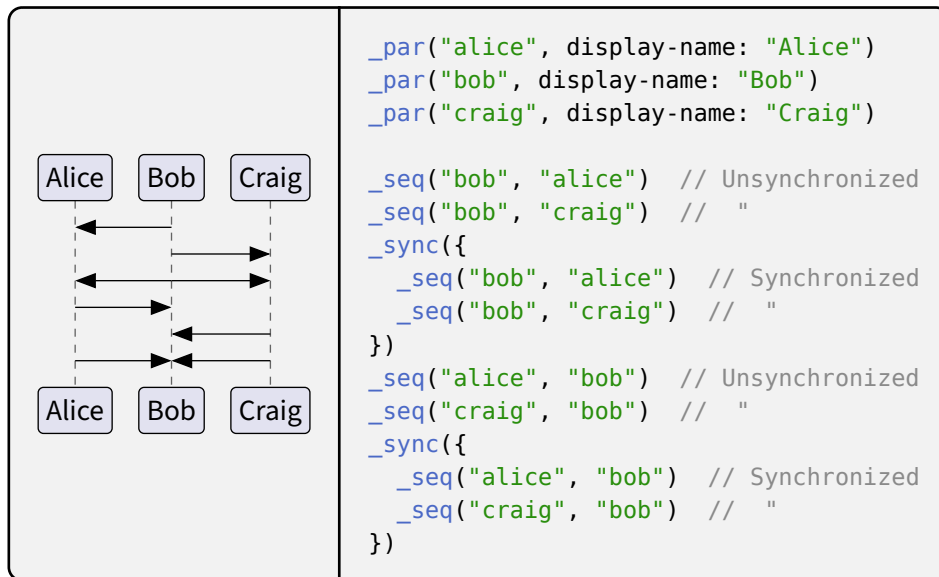 Alice Bob Craig
Alice Bob Craig
_par("alice", display-name: "Alice")
_par("bob", display-name: "Bob")
_par("craig", display-name: "Craig")

_seq("bob", "alice")  // Unsynchronized
_seq("bob", "craig")  //  "
_sync({
  _seq("bob", "alice")  // Synchronized
  _seq("bob", "craig")  //  "
})
_seq("alice", "bob")  // Unsynchronized
_seq("craig", "bob")  //  "
_sync({
  _seq("alice", "bob")  // Synchronized
  _seq("craig", "bob")  //  "
})